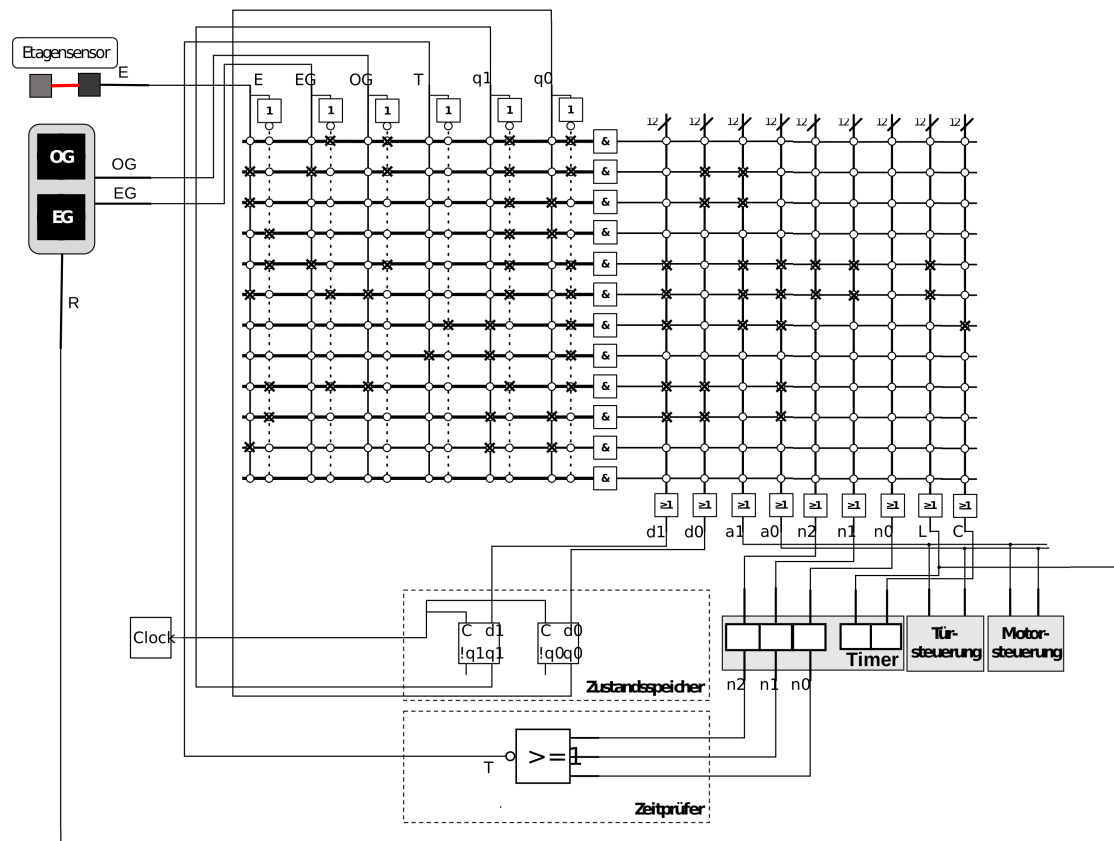 Etagensensor
E
E EG OG T q1 q0
1 1 1 1 1 1
12 12 12 12 12 12 12 12 12
OG
OG
EG
EG
R
&
&
&
&
&
&
&
&
&
&
&
&
≥1 ≥1 ≥1 ≥1 ≥1 ≥1 ≥1 ≥1 ≥1
d1 d0 a1 a0 n2 n1 n0 L C
Clock
C d1
!q1q1
C d0
!q0q0
Zustandsspeicher
Timer
Tür-
steuerung
Motor-
steuerung
n2 n1 n0
>=1
T
Zeitprüfer